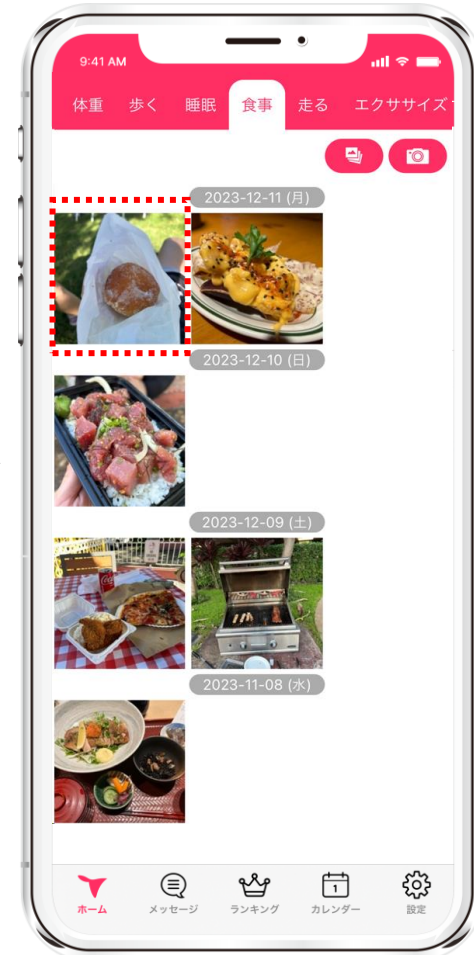 9:41 AM
体重 歩く 睡眠 食事 走る エクササイズ
2023-12-11 (月)
2023-12-10 (日)
2023-12-09 (土)
2023-11-08 (水)
1
ホーム メッセージ ランキング カレンダー 設定